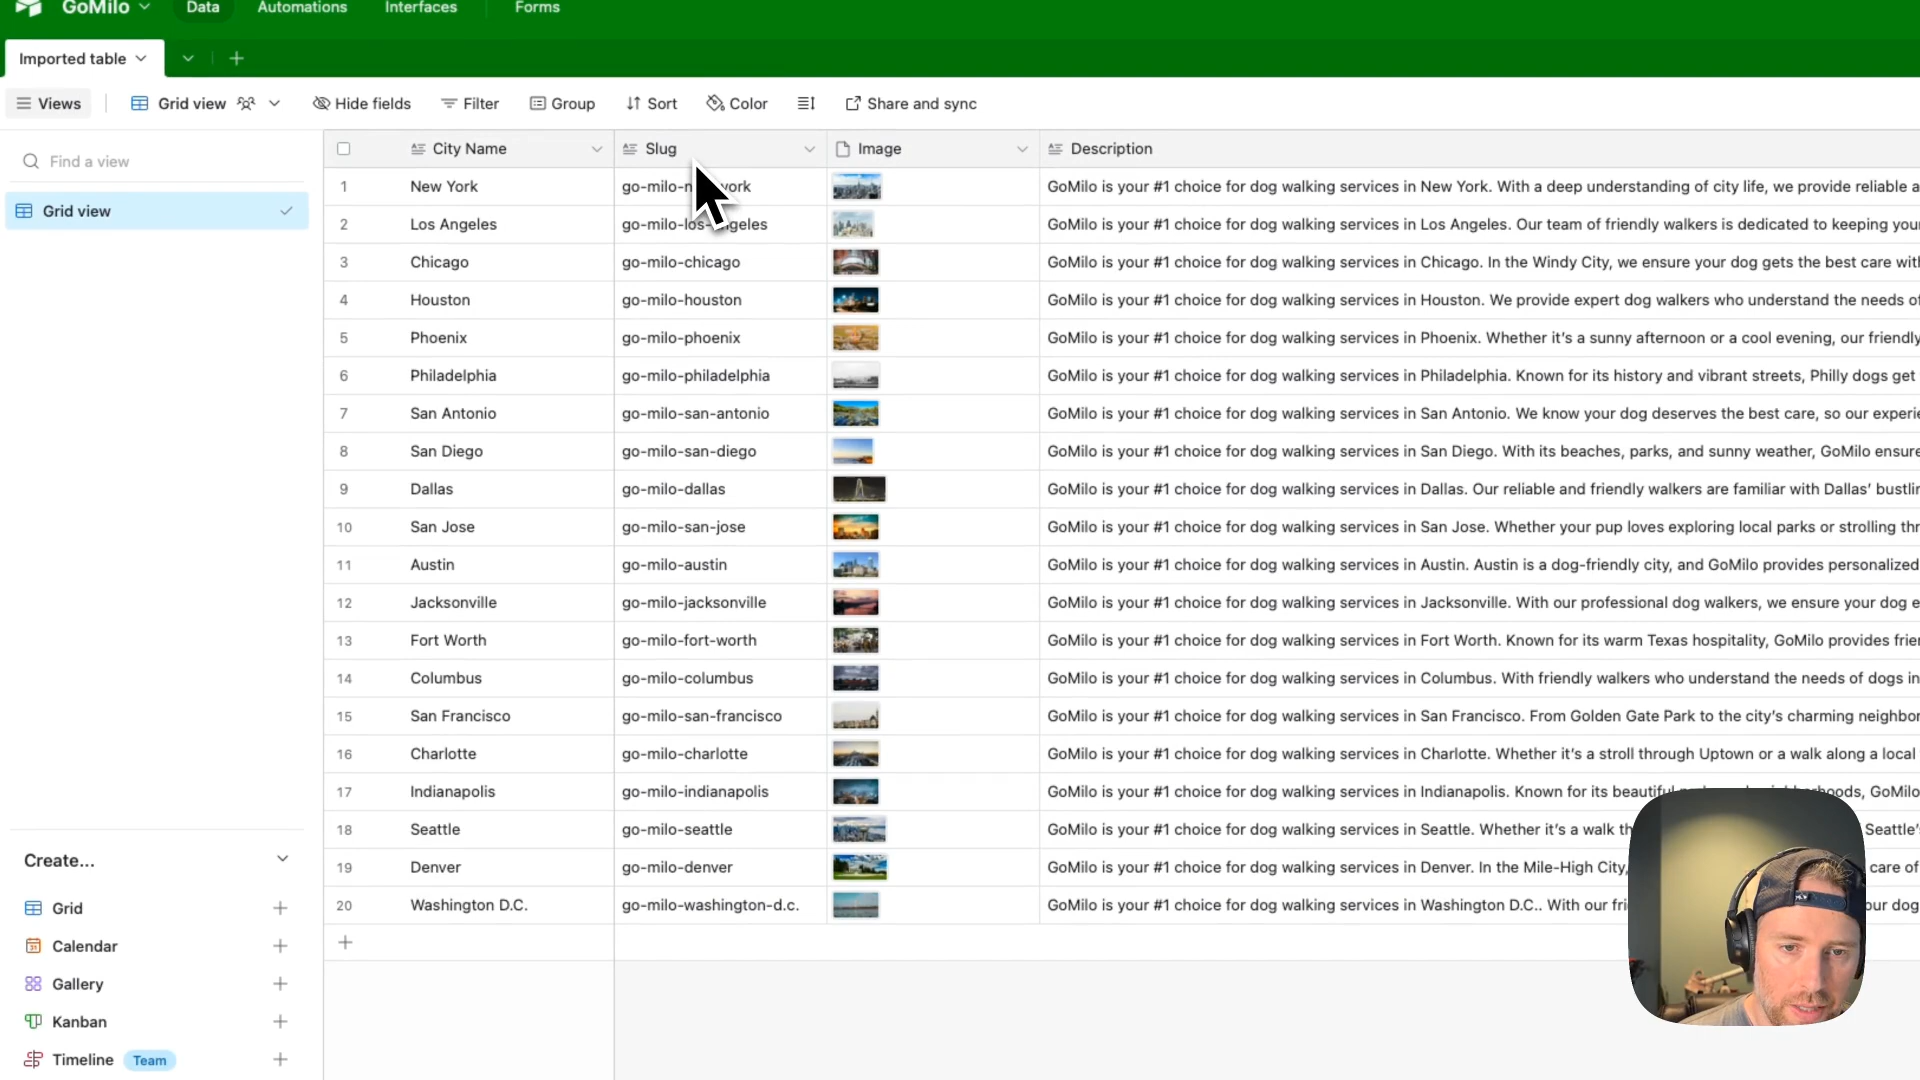 GoMilo Data Automations Interfaces Forms
Imported table
Views Grid view Hide fields Filter Group Sort Color Share and sync
Find a view
Grid view
City Name Slug Image Description
1 New York go-milo-n ork GoMilo is your #1 choice for dog walking services in New York. With a deep understanding of city life, we provide reliable a
2 Los Angeles go-milo-los- geles GoMilo is your #1 choice for dog walking services in Los Angeles. Our team of friendly walkers is dedicated to keeping your
3 Chicago go-milo-chicago GoMilo is your #1 choice for dog walking services in Chicago. In the Windy City, we ensure your dog gets the best care with
4 Houston go-milo-houston GoMilo is your #1 choice for dog walking services in Houston. We provide expert dog walkers who understand the needs of
5 Phoenix go-milo-phoenix GoMilo is your #1 choice for dog walking services in Phoenix. Whether it's a sunny afternoon or a cool evening, our friendly
6 Philadelphia go-milo-philadelphia GoMilo is your #1 choice for dog walking services in Philadelphia. Known for its history and vibrant streets, Philly dogs get
7 San Antonio go-milo-san-antonio GoMilo is your #1 choice for dog walking services in San Antonio. We know your dog deserves the best care, so our experie
8 San Diego go-milo-san-diego GoMilo is your #1 choice for dog walking services in San Diego. With its beaches, parks, and sunny weather, GoMilo ensure
9 Dallas go-milo-dallas GoMilo is your #1 choice for dog walking services in Dallas. Our reliable and friendly walkers are familiar with Dallas' bustlin
10 San Jose go-milo-san-jose GoMilo is your #1 choice for dog walking services in San Jose. Whether your pup loves exploring local parks or strolling thr
11 Austin go-milo-austin GoMilo is your #1 choice for dog walking services in Austin. Austin is a dog-friendly city, and GoMilo provides personalized
12 Jacksonville go-milo-jacksonville GoMilo is your #1 choice for dog walking services in Jacksonville. With our professional dog walkers, we ensure your dog e
13 Fort Worth go-milo-fort-worth GoMilo is your #1 choice for dog walking services in Fort Worth. Known for its warm Texas hospitality, GoMilo provides frie
14 Columbus go-milo-columbus GoMilo is your #1 choice for dog walking services in Columbus. With friendly walkers who understand the needs of dogs in
15 San Francisco go-milo-san-francisco GoMilo is your #1 choice for dog walking services in San Francisco. From Golden Gate Park to the city's charming neighbor
16 Charlotte go-milo-charlotte GoMilo is your #1 choice for dog walking services in Charlotte. Whether it's a stroll through Uptown or a walk along a local
17 Indianapolis go-milo-indianapolis GoMilo is your #1 choice for dog walking services in Indianapolis. Known for its beautiful GoMilo
18 Seattle go-milo-seattle GoMilo is your #1 choice for dog walking services in Seattle. Whether it's a walk th Seattle's
19 Denver go-milo-denver GoMilo is your #1 choice for dog walking services in Denver. In the Mile-High City, care of
20 Washington D.C. go-milo-washington-d.c. GoMilo is your #1 choice for dog walking services in Washington D.C.. With our fri our dog
Create...
Grid
Calendar
Gallery
Kanban
Timeline Team